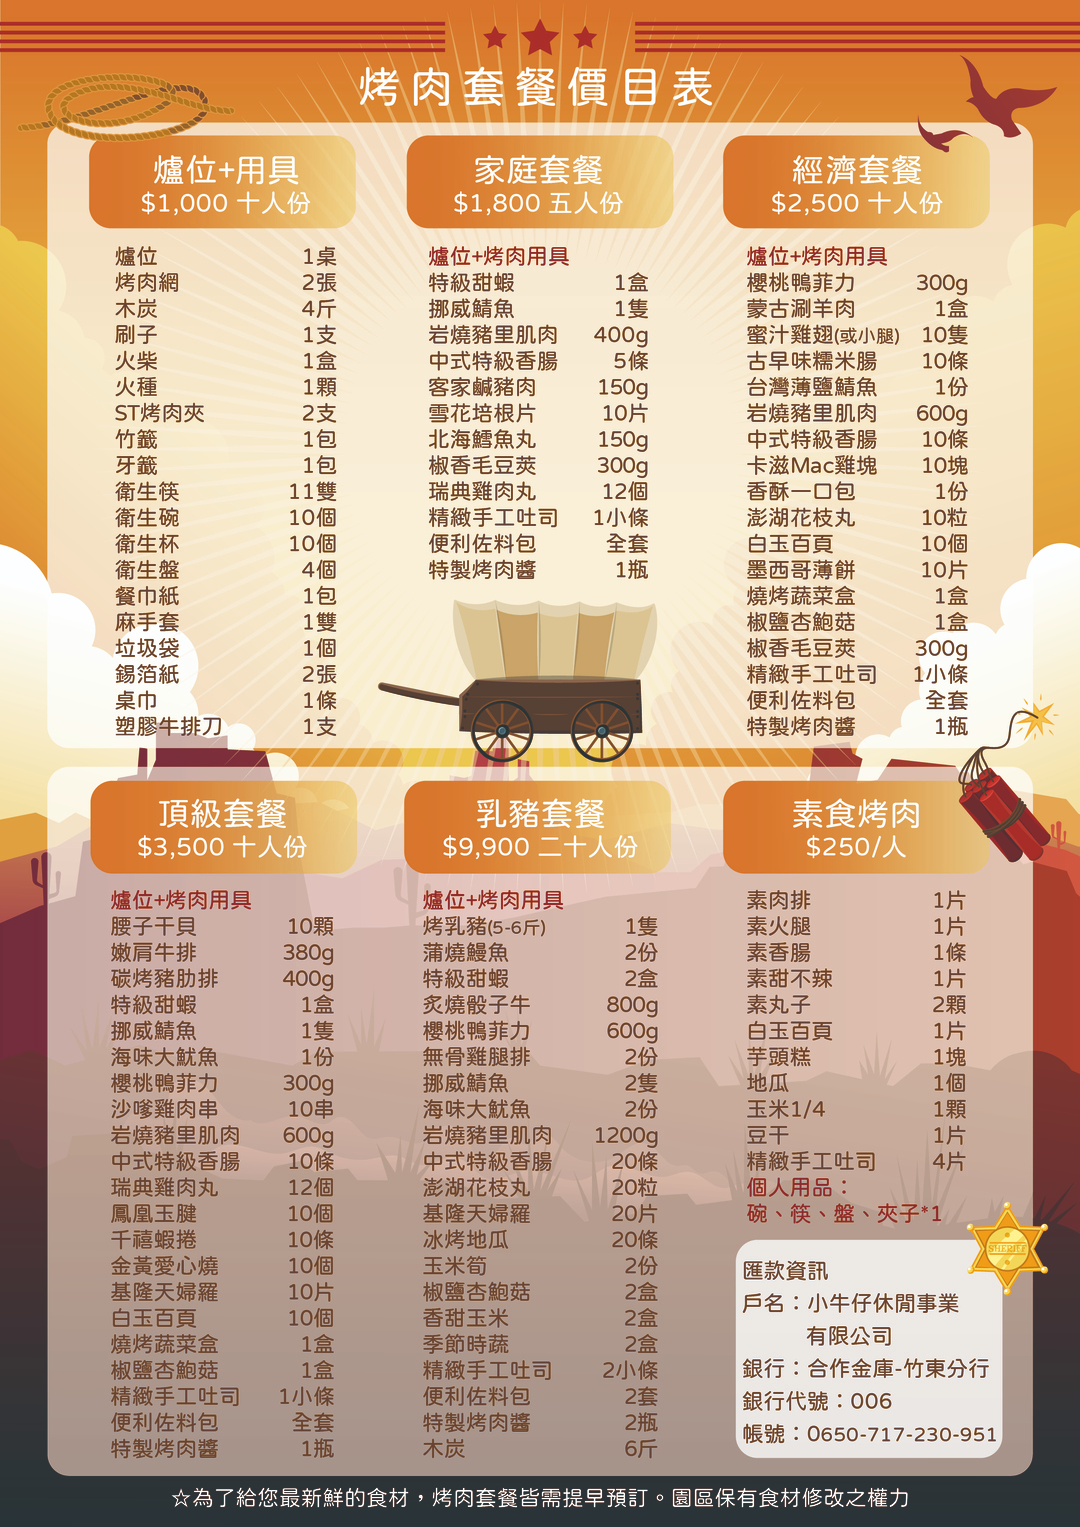 烤肉套餐價目表
爐位+用具
$1,000 十人份
爐位 1桌
烤肉網 2張
木炭 4斤
刷子 1支
火柴 1盒
火種 1顆
ST烤肉夾 2支
竹籤 1包
牙籤 1包
衛生筷 11雙
衛生碗 10個
衛生杯 10個
衛生盤 4個
餐巾紙 1包
麻手套 1雙
垃圾袋 1個
錫箔紙 2張
桌巾 1條
塑膠牛排刀 1支
家庭套餐
$1,800 五人份
爐位+烤肉用具
特級甜蝦 1盒
挪威鯖魚 1隻
岩燒豬里肌肉 400g
中式特級香腸 5條
客家鹹豬肉 150g
雪花培根片 10片
北海鱈魚丸 150g
椒香毛豆莢 300g
瑞典雞肉丸 12個
精緻手工吐司 1小條
便利佐料包 全套
特製烤肉醬 1瓶
經濟套餐
$2,500 十人份
爐位+烤肉用具
櫻桃鴨菲力 300g
蒙古涮羊肉 1盒
蜜汁雞翅(或小腿) 10隻
古早味糯米腸 10條
台灣薄鹽鯖魚 1份
岩燒豬里肌肉 600g
中式特級香腸 10條
卡滋Mac雞塊 10塊
香酥一口包 1份
澎湖花枝丸 10粒
白玉百頁 10個
墨西哥薄餅 10片
燒烤蔬菜盒 1盒
椒鹽杏鮑菇 1盒
椒香毛豆莢 300g
精緻手工吐司 1小條
便利佐料包 全套
特製烤肉醬 1瓶
頂級套餐
$3,500 十人份
爐位+烤肉用具
腰子干貝 10顆
嫩肩牛排 380g
碳烤豬肋排 400g
特級甜蝦 1盒
挪威鯖魚 1隻
海味大魷魚 1份
櫻桃鴨菲力 300g
沙嗲雞肉串 10串
岩燒豬里肌肉 600g
中式特級香腸 10條
瑞典雞肉丸 12個
鳳凰玉腱 10個
千禧蝦捲 10條
金黃愛心燒 10個
基隆天婦羅 10片
白玉百頁 10個
燒烤蔬菜盒 1盒
椒鹽杏鮑菇 1盒
精緻手工吐司 1小條
便利佐料包 全套
特製烤肉醬 1瓶
乳豬套餐
$9,900 二十人份
爐位+烤肉用具
烤乳豬(5-6斤) 1隻
蒲燒鰻魚 2份
特級甜蝦 2盒
炙燒骰子牛 800g
櫻桃鴨菲力 600g
無骨雞腿排 2份
挪威鯖魚 2隻
海味大魷魚 2份
岩燒豬里肌肉 1200g
中式特級香腸 20條
澎湖花枝丸 20粒
基隆天婦羅 20片
冰烤地瓜 20條
玉米筍 2份
椒鹽杏鮑菇 2盒
香甜玉米 2盒
季節時蔬 2盒
精緻手工吐司 2小條
便利佐料包 2套
特製烤肉醬 2瓶
木炭 6斤
素食烤肉
$250/人
素肉排 1片
素火腿 1片
素香腸 1條
素甜不辣 1片
素丸子 2顆
白玉百頁 1片
芋頭糕 1塊
地瓜 1個
玉米1/4 1顆
豆干 1片
精緻手工吐司 4片
個人用品：
碗、筷、盤、夾子*1
SHERIFF
匯款資訊
戶名：小牛仔休閒事業
有限公司
銀行：合作金庫-竹東分行
銀行代號：006
帳號：0650-717-230-951
☆為了給您最新鮮的食材，烤肉套餐皆需提早預訂。園區保有食材修改之權力